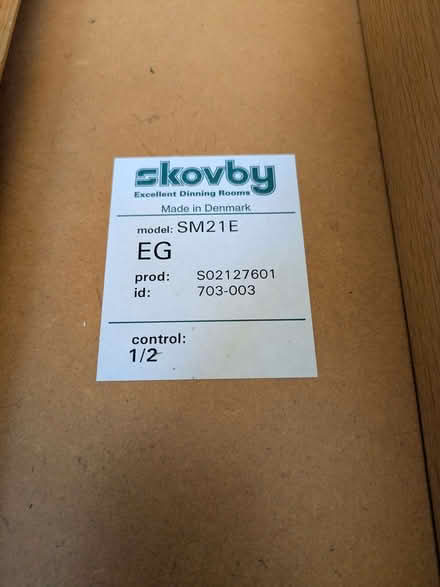 skovby
Excellent Dinning Rooms
Made in Denmark
model: SM21E
EG
prod: S02127601
id: 703-003
control:
1/2